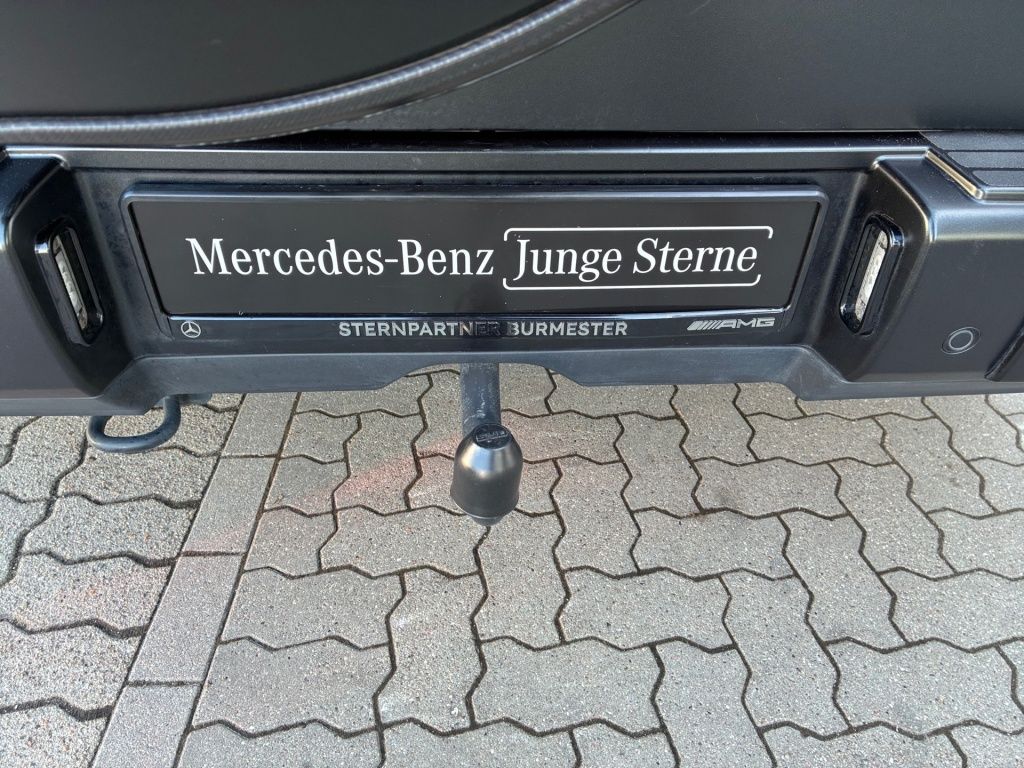 Mercedes-Benz Junge Sterne
STERNPARTNER BURMESTER AMG